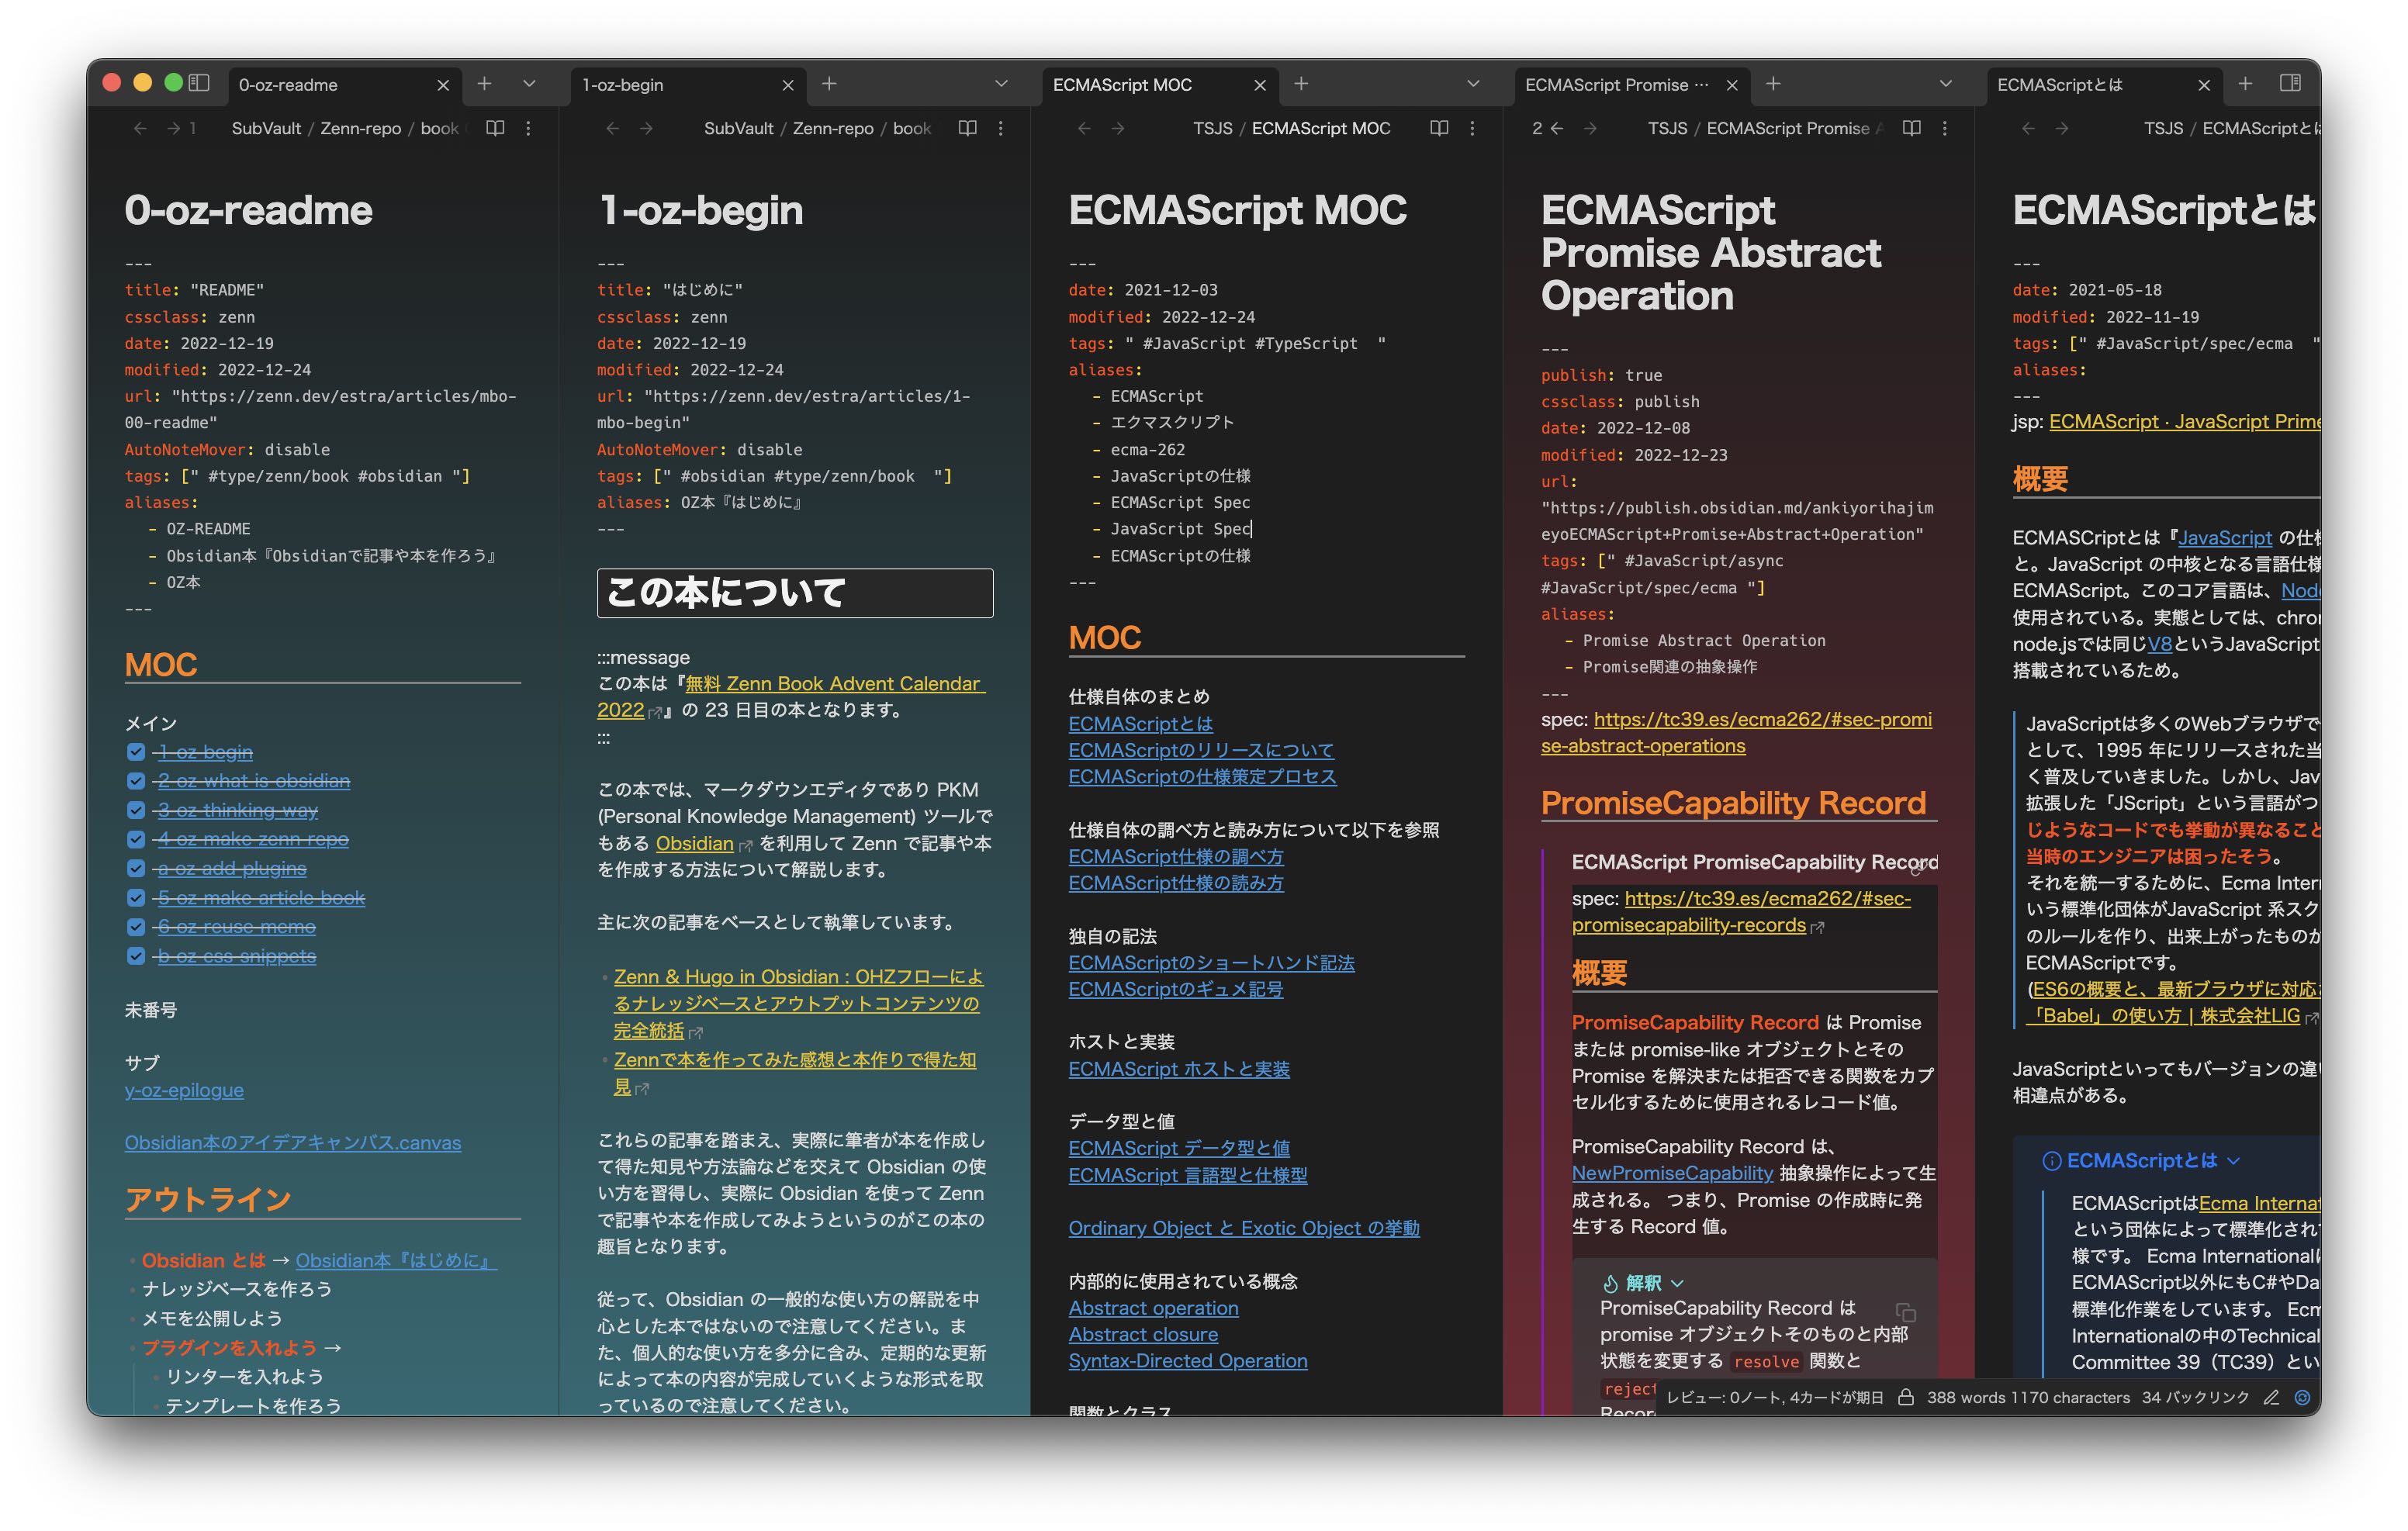 0-oz-readme
1-oz-begin
ECMAScript MOC
ECMAScript Promise ···
ECMAScriptとは
1 SubVault / Zenn-repo / book
SubVault / Zenn-repo / book
TSJS / ECMAScript MOC
2 TSJS / ECMAScript Promise
TSJS / ECMAScriptとは
0-oz-readme
---
title: "README"
cssclass: zenn
date: 2022-12-19
modified: 2022-12-24
url: "https://zenn.dev/estra/articles/mbo-
00-readme"
AutoNoteMover: disable
tags: [" #type/zenn/book #obsidian "]
aliases:
- OZ-README
- Obsidian本『Obsidianで記事や本を作ろう』
- OZ本
---
MOC
メイン
1-oz-begin
2-oz-what-is-obsidian
3-oz-thinking-way
4-oz-make-zenn-repo
a-oz-add-plugins
5-oz-make-article-book
6-oz-reuse-memo
b-oz-css-snippets
未番号
サブ
y-oz-epilogue
Obsidian本のアイデアキャンバス.canvas
アウトライン
Obsidian とは → Obsidian本『はじめに』
ナレッジベースを作ろう
メモを公開しよう
プラグインを入れよう →
リンターを入れよう
テンプレートを作ろう
1-oz-begin
---
title: "はじめに"
cssclass: zenn
date: 2022-12-19
modified: 2022-12-24
url: "https://zenn.dev/estra/articles/1-
mbo-begin"
AutoNoteMover: disable
tags: [" #obsidian #type/zenn/book  "]
aliases: OZ本『はじめに』
---
この本について
:::message
この本は『無料 Zenn Book Advent Calendar
2022』の 23 日目の本となります。
:::
この本では、マークダウンエディタであり PKM
(Personal Knowledge Management) ツールで
もある Obsidian を利用して Zenn で記事や本
を作成する方法について解説します。
主に次の記事をベースとして執筆しています。
Zenn & Hugo in Obsidian : OHZフローによ
るナレッジベースとアウトプットコンテンツの
完全統括
Zennで本を作ってみた感想と本作りで得た知
見
これらの記事を踏まえ、実際に筆者が本を作成し
て得た知見や方法論などを交えて Obsidian の使
い方を習得し、実際に Obsidian を使って Zenn
で記事や本を作成してみようというのがこの本の
趣旨となります。
従って、Obsidian の一般的な使い方の解説を中
心とした本ではないので注意してください。ま
た、個人的な使い方を多分に含み、定期的な更新
によって本の内容が完成していくような形式を取
っているので注意してください。
ECMAScript MOC
---
date: 2021-12-03
modified: 2022-12-24
tags: " #JavaScript #TypeScript  "
aliases:
- ECMAScript
- エクマスクリプト
- ecma-262
- JavaScriptの仕様
- ECMAScript Spec
- JavaScript Spec
- ECMAScriptの仕様
---
MOC
仕様自体のまとめ
ECMAScriptとは
ECMAScriptのリリースについて
ECMAScriptの仕様策定プロセス
仕様自体の調べ方と読み方について以下を参照
ECMAScript仕様の調べ方
ECMAScript仕様の読み方
独自の記法
ECMAScriptのショートハンド記法
ECMAScriptのギュメ記号
ホストと実装
ECMAScript ホストと実装
データ型と値
ECMAScript データ型と値
ECMAScript 言語型と仕様型
Ordinary Object と Exotic Object の挙動
内部的に使用されている概念
Abstract operation
Abstract closure
Syntax-Directed Operation
関数とクラス
ECMAScript
Promise Abstract
Operation
---
publish: true
cssclass: publish
date: 2022-12-08
modified: 2022-12-23
url:
"https://publish.obsidian.md/ankiyorihajim
eyoECMAScript+Promise+Abstract+Operation"
tags: [" #JavaScript/async
#JavaScript/spec/ecma "]
aliases:
- Promise Abstract Operation
- Promise関連の抽象操作
---
spec: https://tc39.es/ecma262/#sec-promi
se-abstract-operations
PromiseCapability Record
ECMAScript PromiseCapability Record
spec: https://tc39.es/ecma262/#sec-
promisecapability-records
概要
PromiseCapability Record は Promise
または promise-like オブジェクトとその
Promise を解決または拒否できる関数をカプ
セル化するために使用されるレコード値。
PromiseCapability Record は、
NewPromiseCapability 抽象操作によって生
成される。 つまり、Promise の作成時に発
生する Record 値。
解釈
PromiseCapability Record は
promise オブジェクトそのものと内部
状態を変更する resolve 関数と
reject
Recor
ECMAScriptとは
---
date: 2021-05-18
modified: 2022-11-19
tags: [" #JavaScript/spec/ecma  "
aliases:
---
jsp: ECMAScript · JavaScript Prime
概要
ECMASCriptとは『JavaScript の仕
と。JavaScript の中核となる言語仕様
ECMAScript。このコア言語は、Node
使用されている。実態としては、chro
node.jsでは同じV8というJavaScript
搭載されているため。
JavaScriptは多くのWebブラウザで
として、1995 年にリリースされた当
く普及していきました。しかし、Jav
拡張した「JScript」という言語がつ
じようなコードでも挙動が異なること
当時のエンジニアは困ったそう。
それを統一するために、Ecma Inter
いう標準化団体がJavaScript 系スク
のルールを作り、出来上がったものが
ECMAScriptです。
(ES6の概要と、最新ブラウザに対応
「Babel」の使い方 | 株式会社LIG
JavaScriptといってもバージョンの違
相違点がある。
ECMAScriptとは
ECMAScriptはEcma Internat
という団体によって標準化され
様です。 Ecma Internationalは
ECMAScript以外にもC#やDa
標準化作業をしています。 Ecm
Internationalの中のTechnical
Committee 39（TC39）とい
レビュー: 0ノート, 4カードが期日 388 words 1170 characters 34 バックリンク